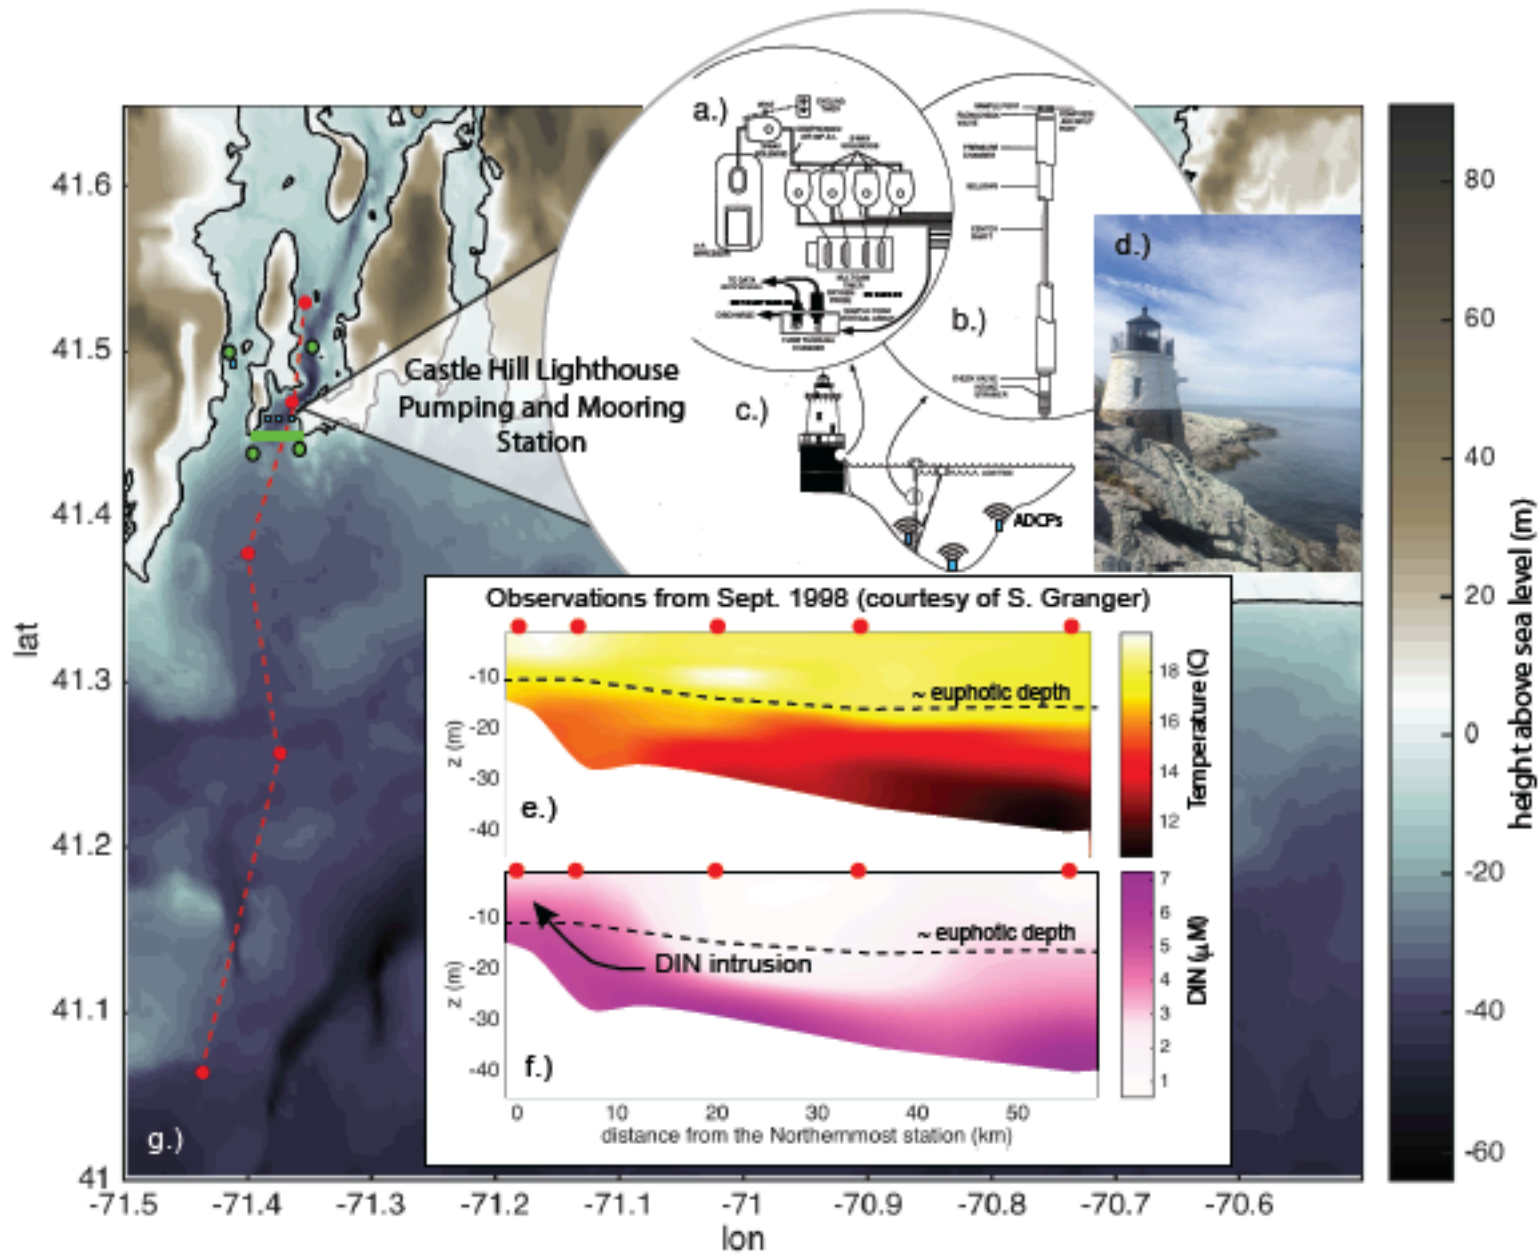 a.)
b.)
c.)
ADCPs
d.)
Castle Hill Lighthouse
Pumping and Mooring
Station
41.6
41.5
41.4
41.3
41.2
41.1
41
lat
-71.5
-71.4
-71.3
-71.2
-71.1
-71
-70.9
-70.8
-70.7
-70.6
lon
g.)
80
60
40
20
0
-20
-40
-60
height above sea level (m)
Observations from Sept. 1998 (courtesy of S. Granger)
-10
-20
-30
-40
z (m)
~ euphotic depth
e.)
18
16
14
12
Temperature (C)
-10
-20
-30
-40
z (m)
~ euphotic depth
DIN intrusion
f.)
7
6
5
4
3
2
1
DIN (μM)
0
10
20
30
40
50
distance from the Northernmost station (km)